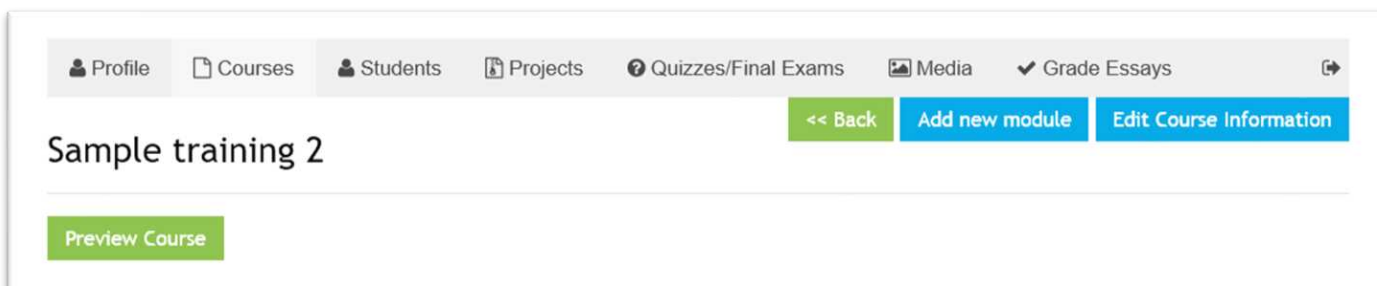 Profile Courses Students Projects Quizzes/Final Exams Media Grade Essays
<< Back Add new module Edit Course Information
Sample training 2
Preview Course